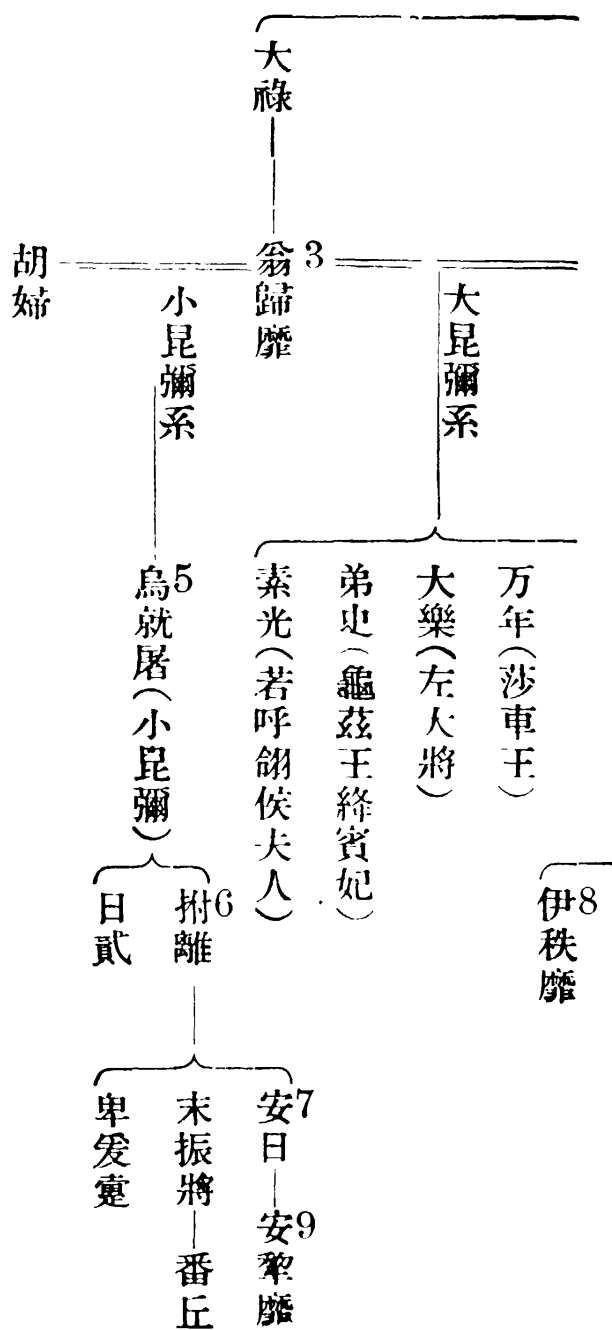 大祿
翁歸靡3
胡婦
大昆彌系
小昆彌系
万年(莎車王)
大樂(左大將)
弟史(龜茲王絳賓妃)
素光(若呼翎侯夫人)
烏就屠(小昆彌)5
伊秩靡8
拊離6
日貳
安日7
末振將
卑爰疐
安犂靡9
番丘